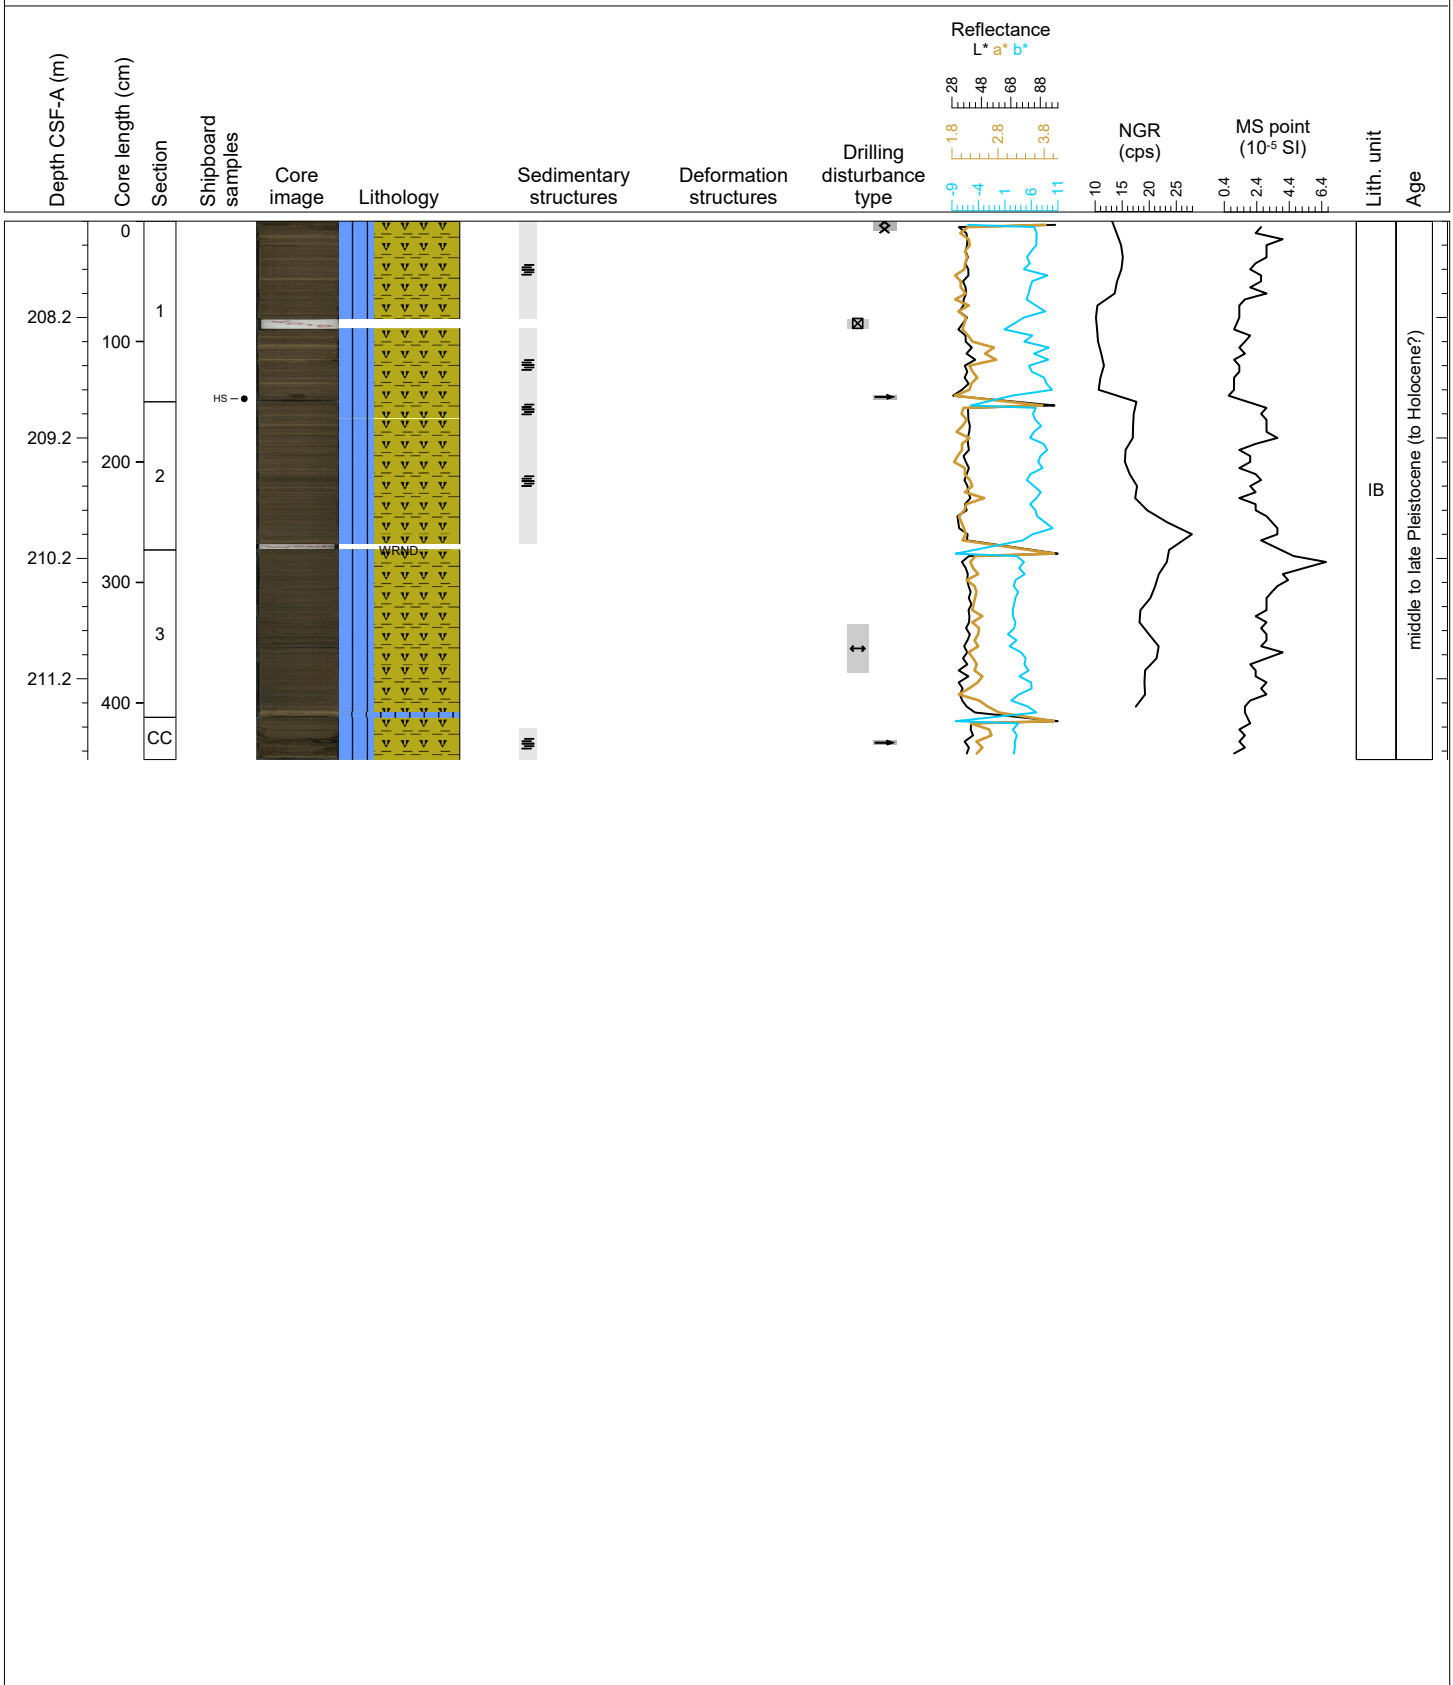 Depth CSF-A (m)
Core length (cm)
Section
Shipboard
samples
Core
image
Lithology
Sedimentary
structures
Deformation
structures
Drilling
disturbance
type
Reflectance
L* a* b*
28 48 68 88
1.8 2.8 3.8
-9 -4 1 6 11
NGR
(cps)
10 15 20 25
MS point
(10-5 SI)
0.4 2.4 4.4 6.4
Lith. unit
Age
0
1
208.2
100
HS
209.2
200
2
IB
middle to late Pleistocene (to Holocene?)
WRND
210.2
300
3
211.2
400
CC